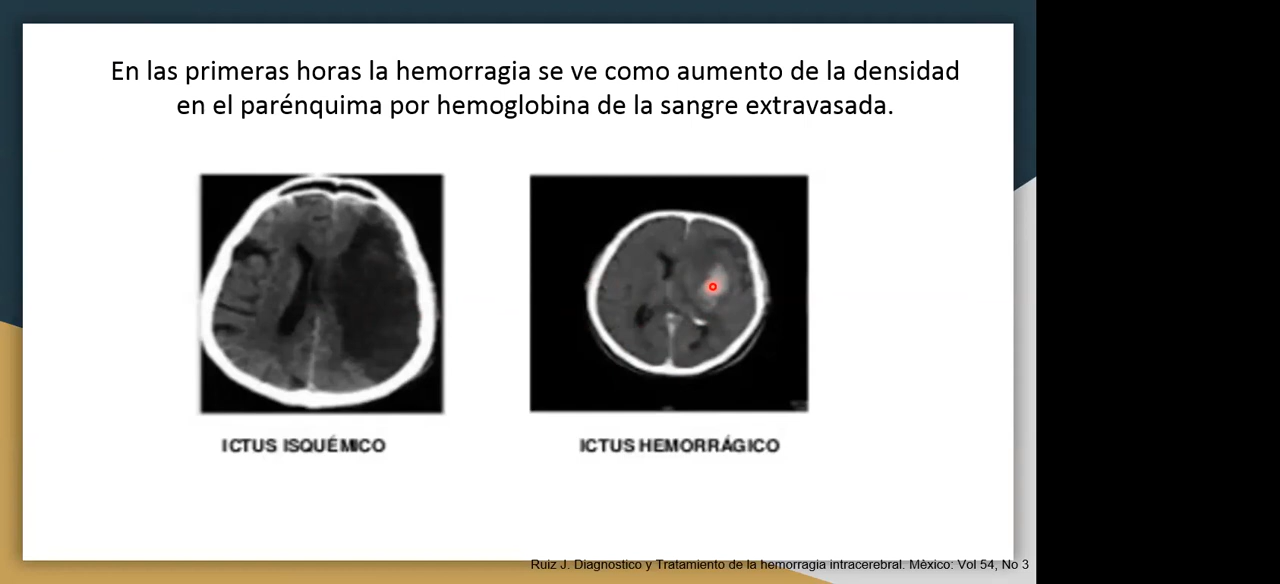 En las primeras horas la hemorragia se ve como aumento de la densidad
en el parénquima por hemoglobina de la sangre extravasada.
ICTUS ISQUÉMICO
ICTUS HEMORRÁGICO
Ruiz J. Diagnostico y Tratamiento de la hemorragia intracerebral. Mèxico: Vol 54, No 3